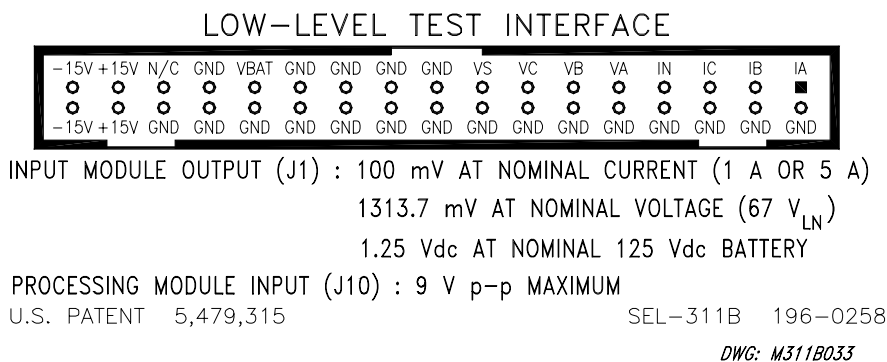 LOW-LEVEL TEST INTERFACE
-15V +15V N/C GND VBAT GND GND GND GND VS VC VB VA IN IC IB IA
-15V +15V GND GND GND GND GND GND GND GND GND GND GND GND GND GND GND
INPUT MODULE OUTPUT (J1) : 100 mV AT NOMINAL CURRENT (1 A OR 5 A)
1313.7 mV AT NOMINAL VOLTAGE (67 VLN)
1.25 Vdc AT NOMINAL 125 Vdc BATTERY
PROCESSING MODULE INPUT (J10) : 9 V p-p MAXIMUM
U.S. PATENT 5,479,315 SEL-311B 196-0258
DWG: M311B033